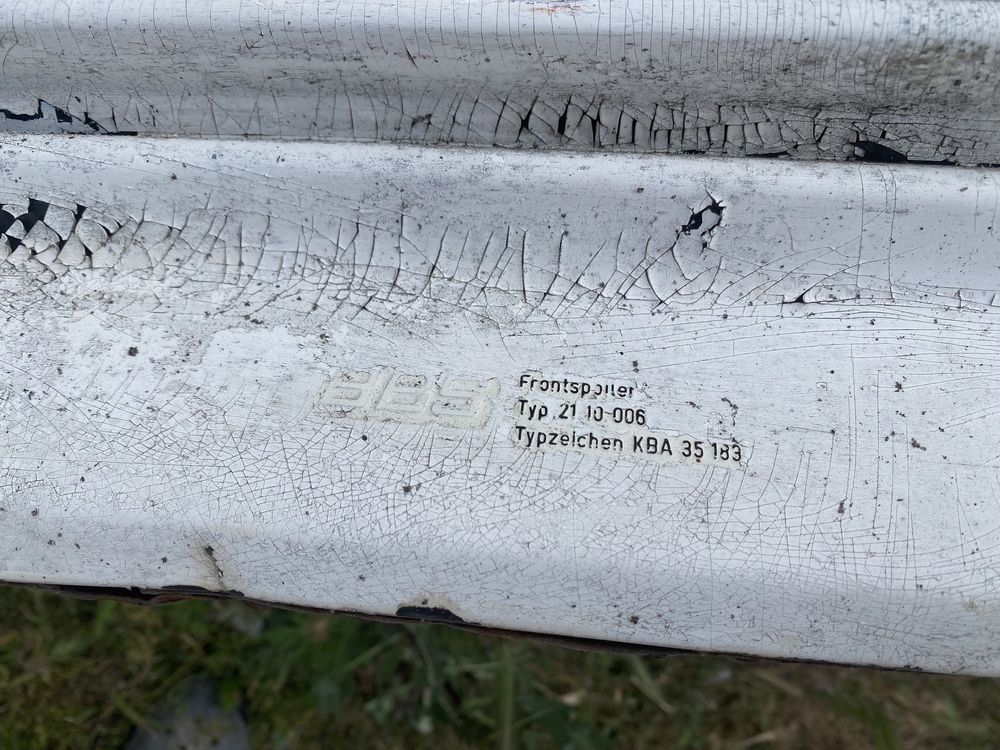 BBS
Frontspoiler
Typ 21 10 006
Typzeichen KBA 35 183